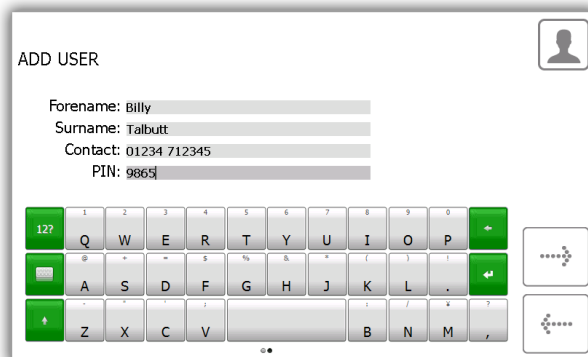 ADD USER
Forename: Billy
Surname: Talbutt
Contact: 01234 712345
PIN: 9865
1 2 3 4 5 6 7 8 9 0
12? Q W E R T Y U I O P
@ + = $ % & * ( ) !
A S D F G H J K L .
- " ' ; : / ¥ ?
Z X C V B N M ,